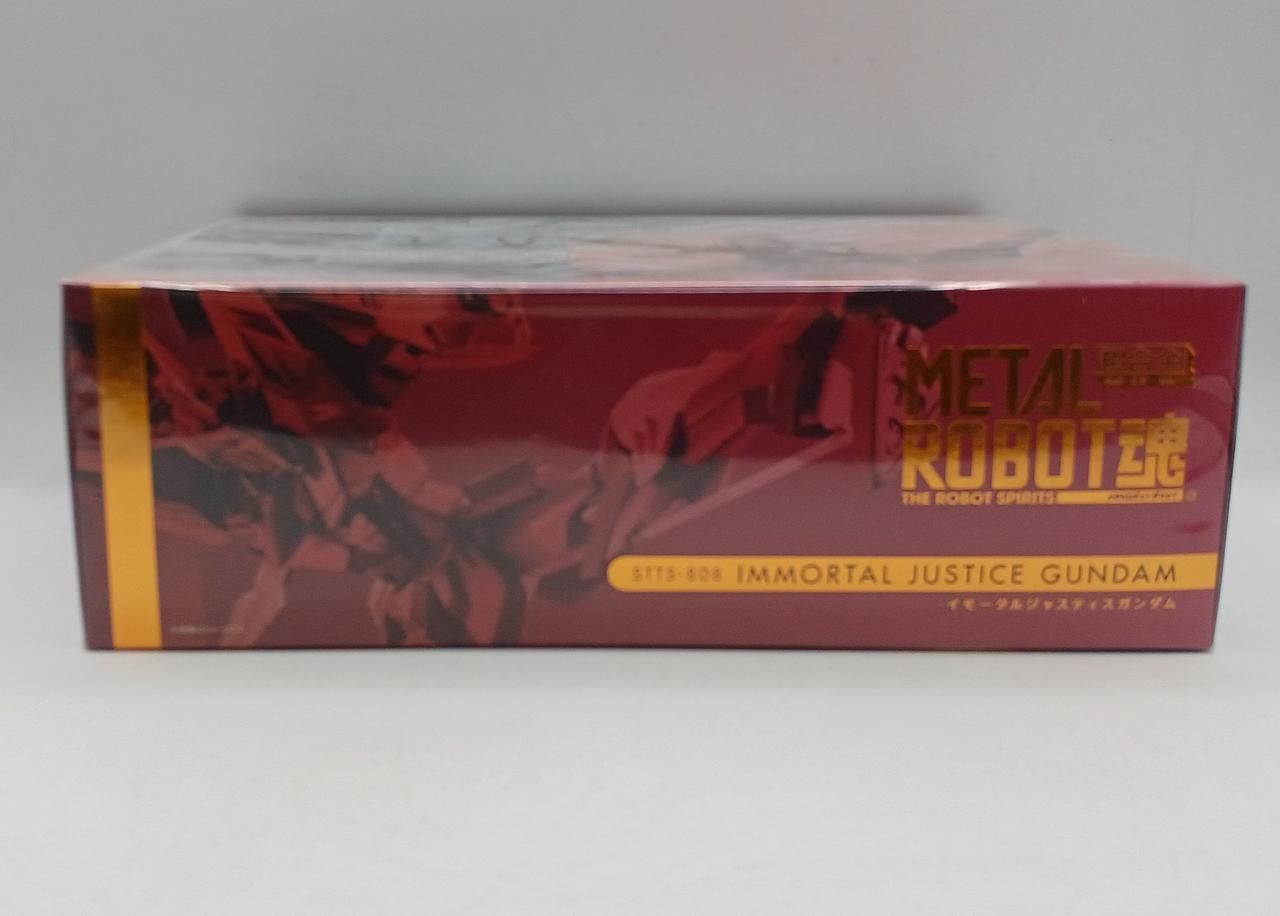 METAL
ROBOT魂
THE ROBOT SPIRITS
STTS-808 IMMORTAL JUSTICE GUNDAM
イモータルジャスティスガンダム